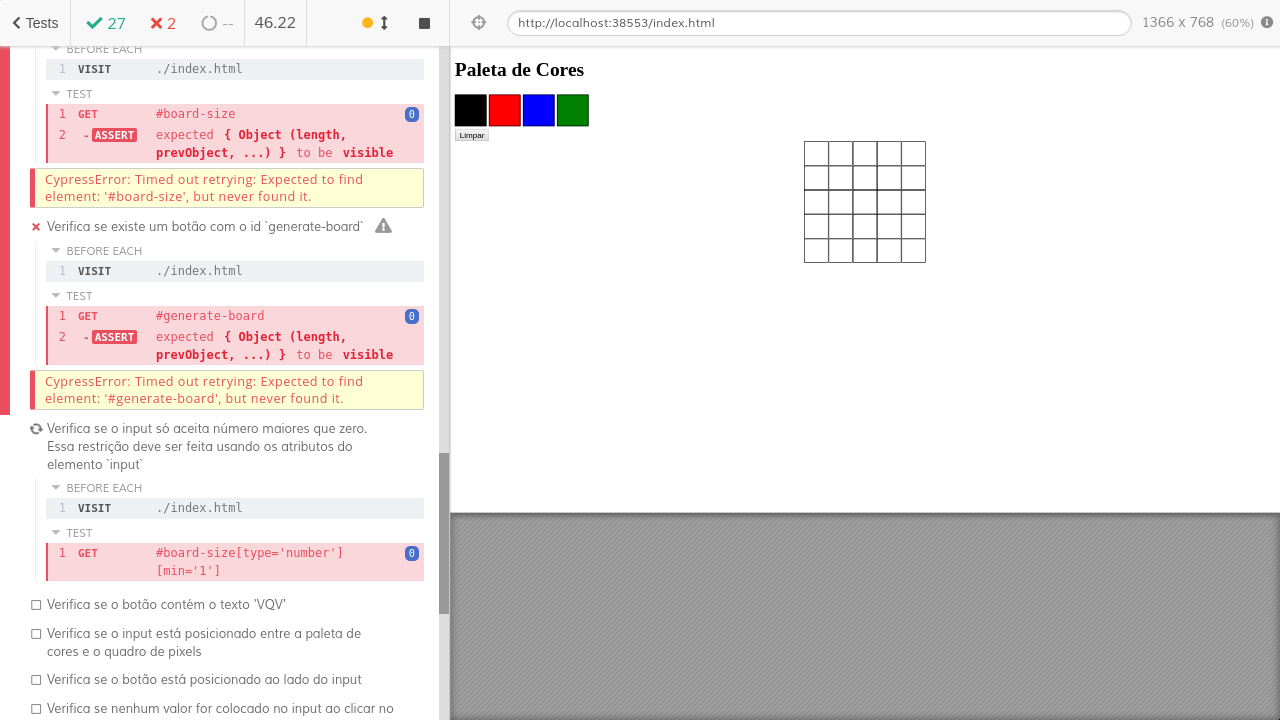 Tests
27
2
--
46.22
http://localhost:38553/index.html
1366 x 768 (60%)
BEFORE EACH
1 VISIT ./index.html
TEST
1 GET #board-size 0
2 -ASSERT expected { Object (length,
prevObject, ...) } to be visible
CypressError: Timed out retrying: Expected to find
element: '#board-size', but never found it.
Verifica se existe um botão com o id `generate-board`
BEFORE EACH
1 VISIT ./index.html
TEST
1 GET #generate-board 0
2 -ASSERT expected { Object (length,
prevObject, ...) } to be visible
CypressError: Timed out retrying: Expected to find
element: '#generate-board', but never found it.
Verifica se o input só aceita número maiores que zero.
Essa restrição deve ser feita usando os atributos do
elemento `input`
BEFORE EACH
1 VISIT ./index.html
TEST
1 GET #board-size[type='number'] 0
[min='1']
Verifica se o botão contém o texto 'VQV'
Verifica se o input está posicionado entre a paleta de
cores e o quadro de pixels
Verifica se o botão está posicionado ao lado do input
Verifica se nenhum valor for colocado no input ao clicar no
Paleta de Cores
Limpar